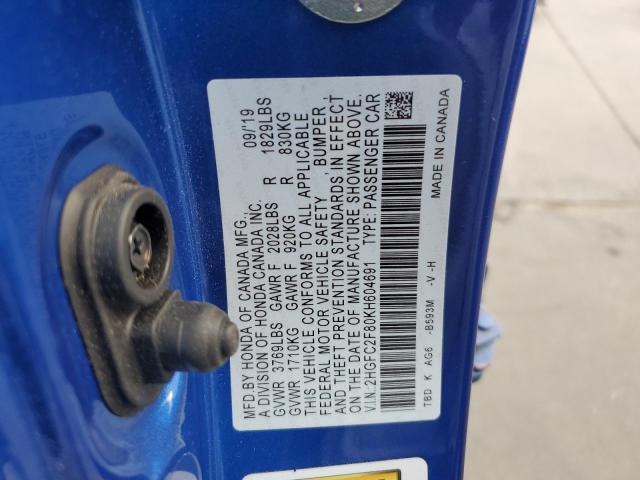 MFD.BY HONDA OF CANADA MFG., 09/'19
A DIVISION OF HONDA CANADA INC.
GVWR 3769LBS GAWR F 2028LBS R 1829LBS
GVWR 1710KG GAWR F 920KG R 830KG
THIS VEHICLE CONFORMS TO ALL APPLICABLE
FEDERAL MOTOR VEHICLE SAFETY, BUMPER,
AND THEFT PREVENTION STANDARDS IN EFFECT
ON THE DATE OF MANUFACTURE SHOWN ABOVE.
V.I.N.:2HGFC2F80KH604691 TYPE: PASSENGER CAR
TBD K AG6 -B593M -V -H MADE IN CANADA